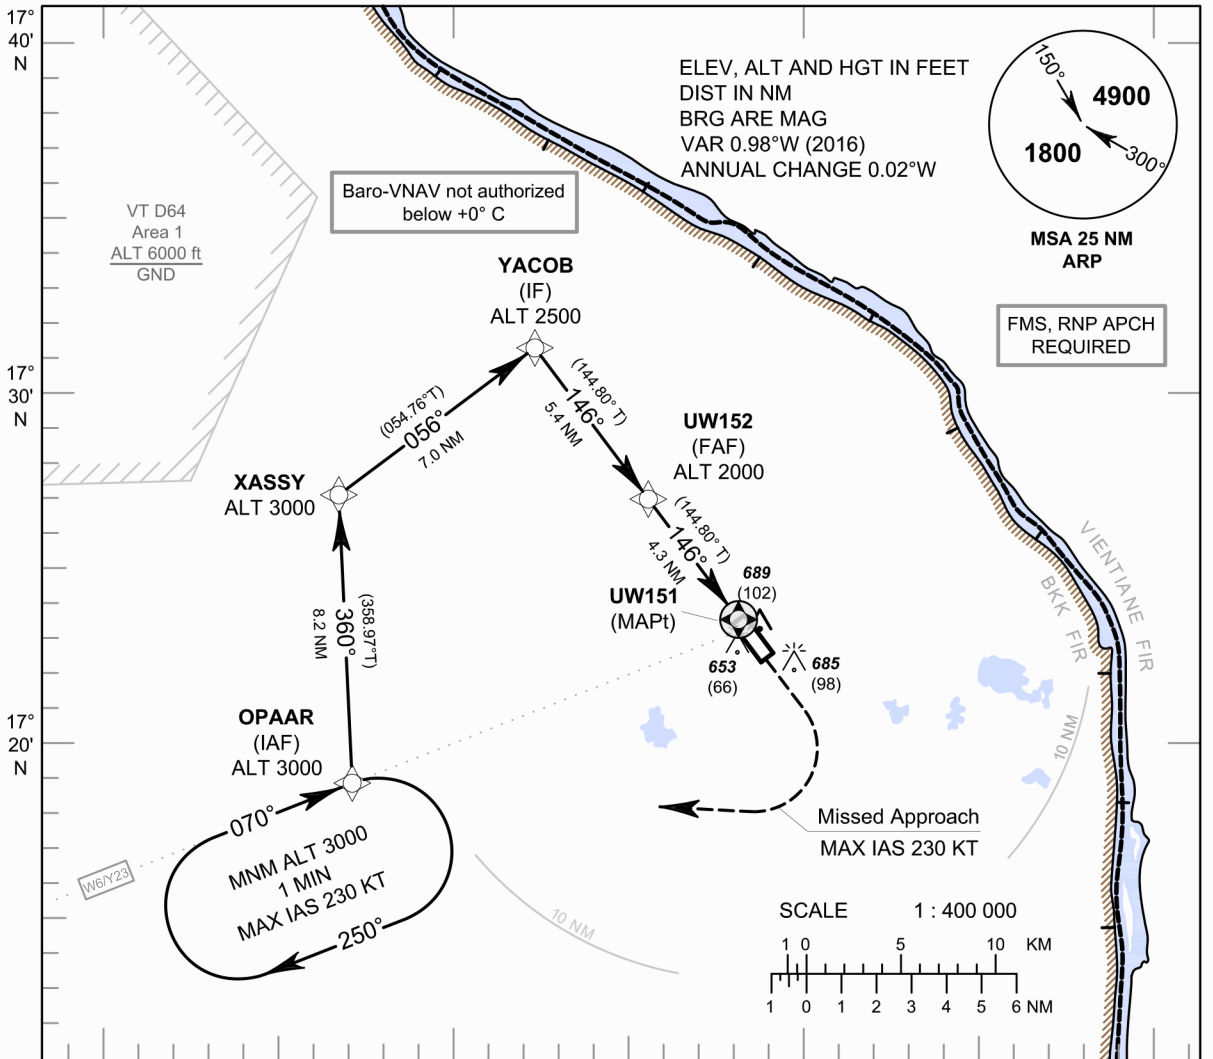 17°
40'
N
ELEV, ALT AND HGT IN FEET
DIST IN NM
BRG ARE MAG
VAR 0.98°W (2016)
ANNUAL CHANGE 0.02°W
150°
4900
1800
300°
MSA 25 NM
ARP
Baro-VNAV not authorized
below +0° C
VT D64
Area 1
ALT 6000 ft
GND
YACOB
(IF)
ALT 2500
FMS, RNP APCH
REQUIRED
17°
30'
N
(054.76°T)
056°
7.0 NM
(144.80° T)
146°
5.4 NM
UW152
(FAF)
ALT 2000
XASSY
ALT 3000
(144.80° T)
146°
4.3 NM
VIENTIANE FIR
BKK FIR
689
(102)
UW151
(MAPt)
653
(66)
685
(98)
(358.97°T)
360°
8.2 NM
17°
20'
N
OPAAR
(IAF)
ALT 3000
10 NM
070°
MNM ALT 3000
1 MIN
MAX IAS 230 KT
250°
W6/Y23
Missed Approach
MAX IAS 230 KT
10 NM
SCALE 1 : 400 000
1 0 5 10 KM
1 0 1 2 3 4 5 6 NM